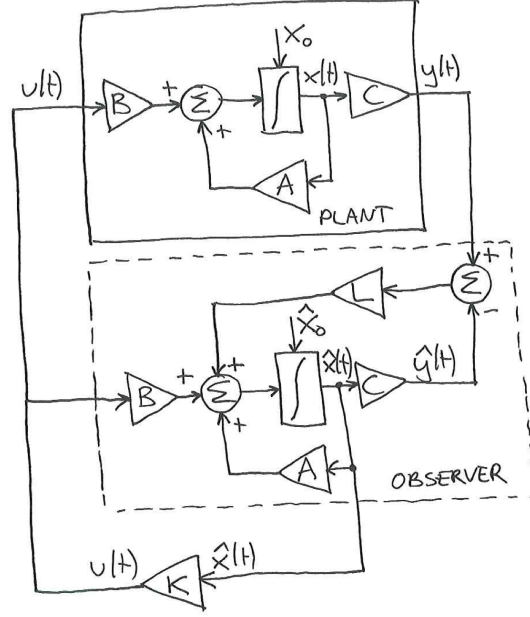 x₀
u(t)
x(t)
y(t)
B
+
Σ
∫
C
+
A
PLANT
+
L
Σ
-
x̂₀
+
x̂(t)
ŷ(t)
B
+
Σ
∫
C
+
A
OBSERVER
u(t)
x̂(t)
K